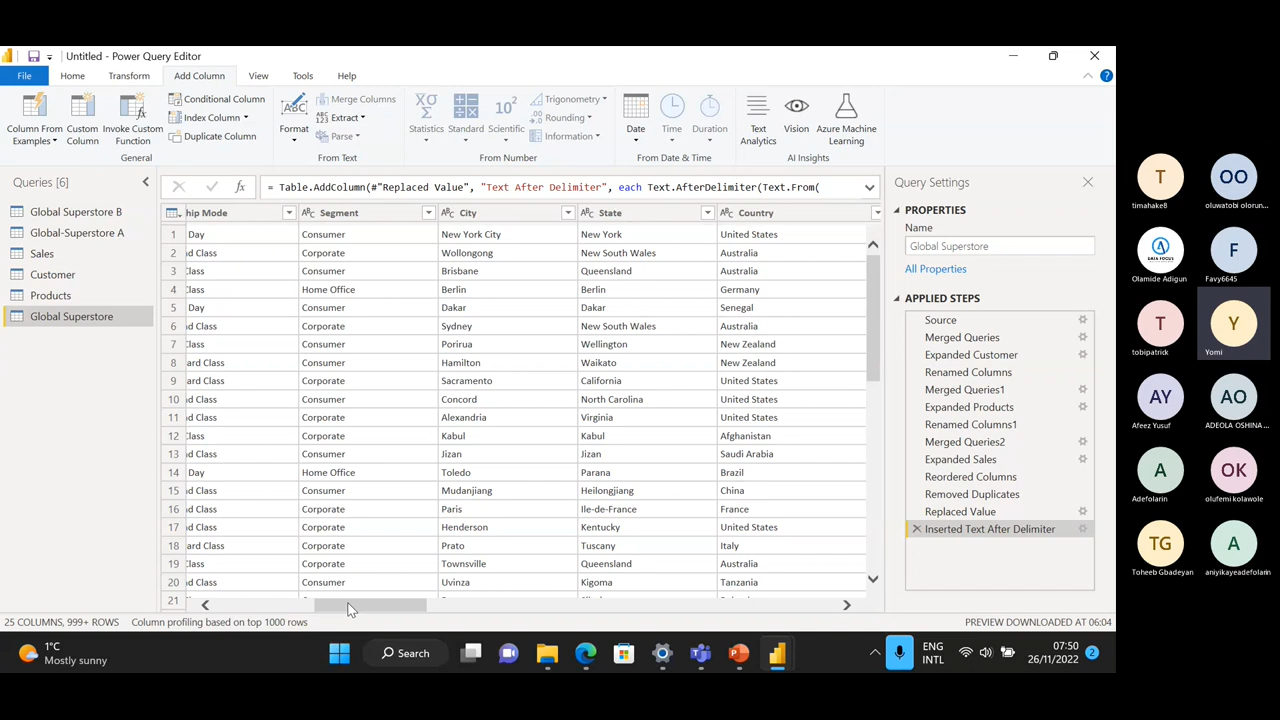 Untitled - Power Query Editor
File Home Transform Add Column View Tools Help
Column From Examples
Custom Column
Invoke Custom Function
Conditional Column
Index Column
Duplicate Column
General
Format
Merge Columns
ABC 123 Extract
Parse
From Text
Statistics
Standard
Scientific
Trigonometry
Rounding
Information
From Number
Date
Time
Duration
From Date & Time
Text Analytics
Vision
Azure Machine Learning
AI Insights
Queries [6]
Global Superstore B
Global-Superstore A
Sales
Customer
Products
Global Superstore
= Table.AddColumn(#"Replaced Value", "Text After Delimiter", each Text.AfterDelimiter(Text.From(
hip Mode Segment City State Country
1 Day Consumer New York City New York United States
2 d Class Corporate Wollongong New South Wales Australia
3 Class Consumer Brisbane Queensland Australia
4 Class Home Office Berlin Berlin Germany
5 Day Consumer Dakar Dakar Senegal
6 d Class Corporate Sydney New South Wales Australia
7 Class Consumer Porirua Wellington New Zealand
8 ard Class Consumer Hamilton Waikato New Zealand
9 ard Class Corporate Sacramento California United States
10 d Class Consumer Concord North Carolina United States
11 d Class Corporate Alexandria Virginia United States
12 Class Corporate Kabul Kabul Afghanistan
13 d Class Consumer Jizan Jizan Saudi Arabia
14 Day Home Office Toledo Parana Brazil
15 d Class Consumer Mudanjiang Heilongjiang China
16 d Class Corporate Paris Ile-de-France France
17 d Class Corporate Henderson Kentucky United States
18 ard Class Corporate Prato Tuscany Italy
19 Class Corporate Townsville Queensland Australia
20 d Class Consumer Uvinza Kigoma Tanzania
21
Query Settings
PROPERTIES
Name
Global Superstore
All Properties
APPLIED STEPS
Source
Merged Queries
Expanded Customer
Renamed Columns
Merged Queries1
Expanded Products
Renamed Columns1
Merged Queries2
Expanded Sales
Reordered Columns
Removed Duplicates
Replaced Value
Inserted Text After Delimiter
25 COLUMNS, 999+ ROWS Column profiling based on top 1000 rows PREVIEW DOWNLOADED AT 06:04
1°C
Mostly sunny
Search
ENG
INTL
07:50
26/11/2022
2
T
timahake8
OO
oluwatobi olorun...
Olamide Adigun
F
Favy6645
T
tobipatrick
Y
Yomi
AY
Afeez Yusuf
AO
ADEOLA OSHINA...
A
Adefolarin
OK
olufemi kolawole
TG
Toheeb Gbadeyan
A
aniyikayeadefolarin